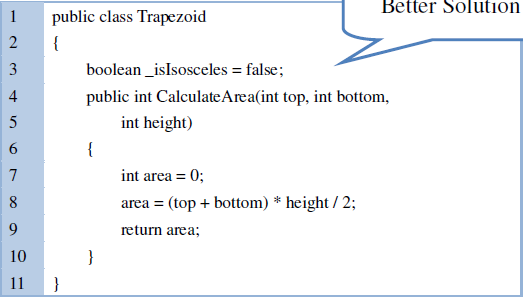 Better Solution
1 public class Trapezoid
2 {
3 boolean _isIsosceles = false;
4 public int CalculateArea(int top, int bottom,
5 int height)
6 {
7 int area = 0;
8 area = (top + bottom) * height / 2;
9 return area;
10 }
11 }